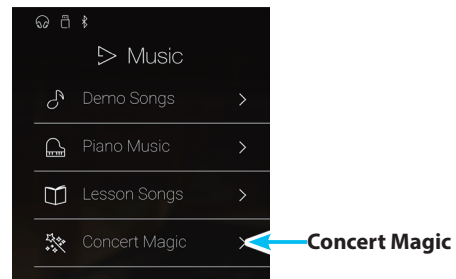 Music
Demo Songs
Piano Music
Lesson Songs
Concert Magic
Concert Magic